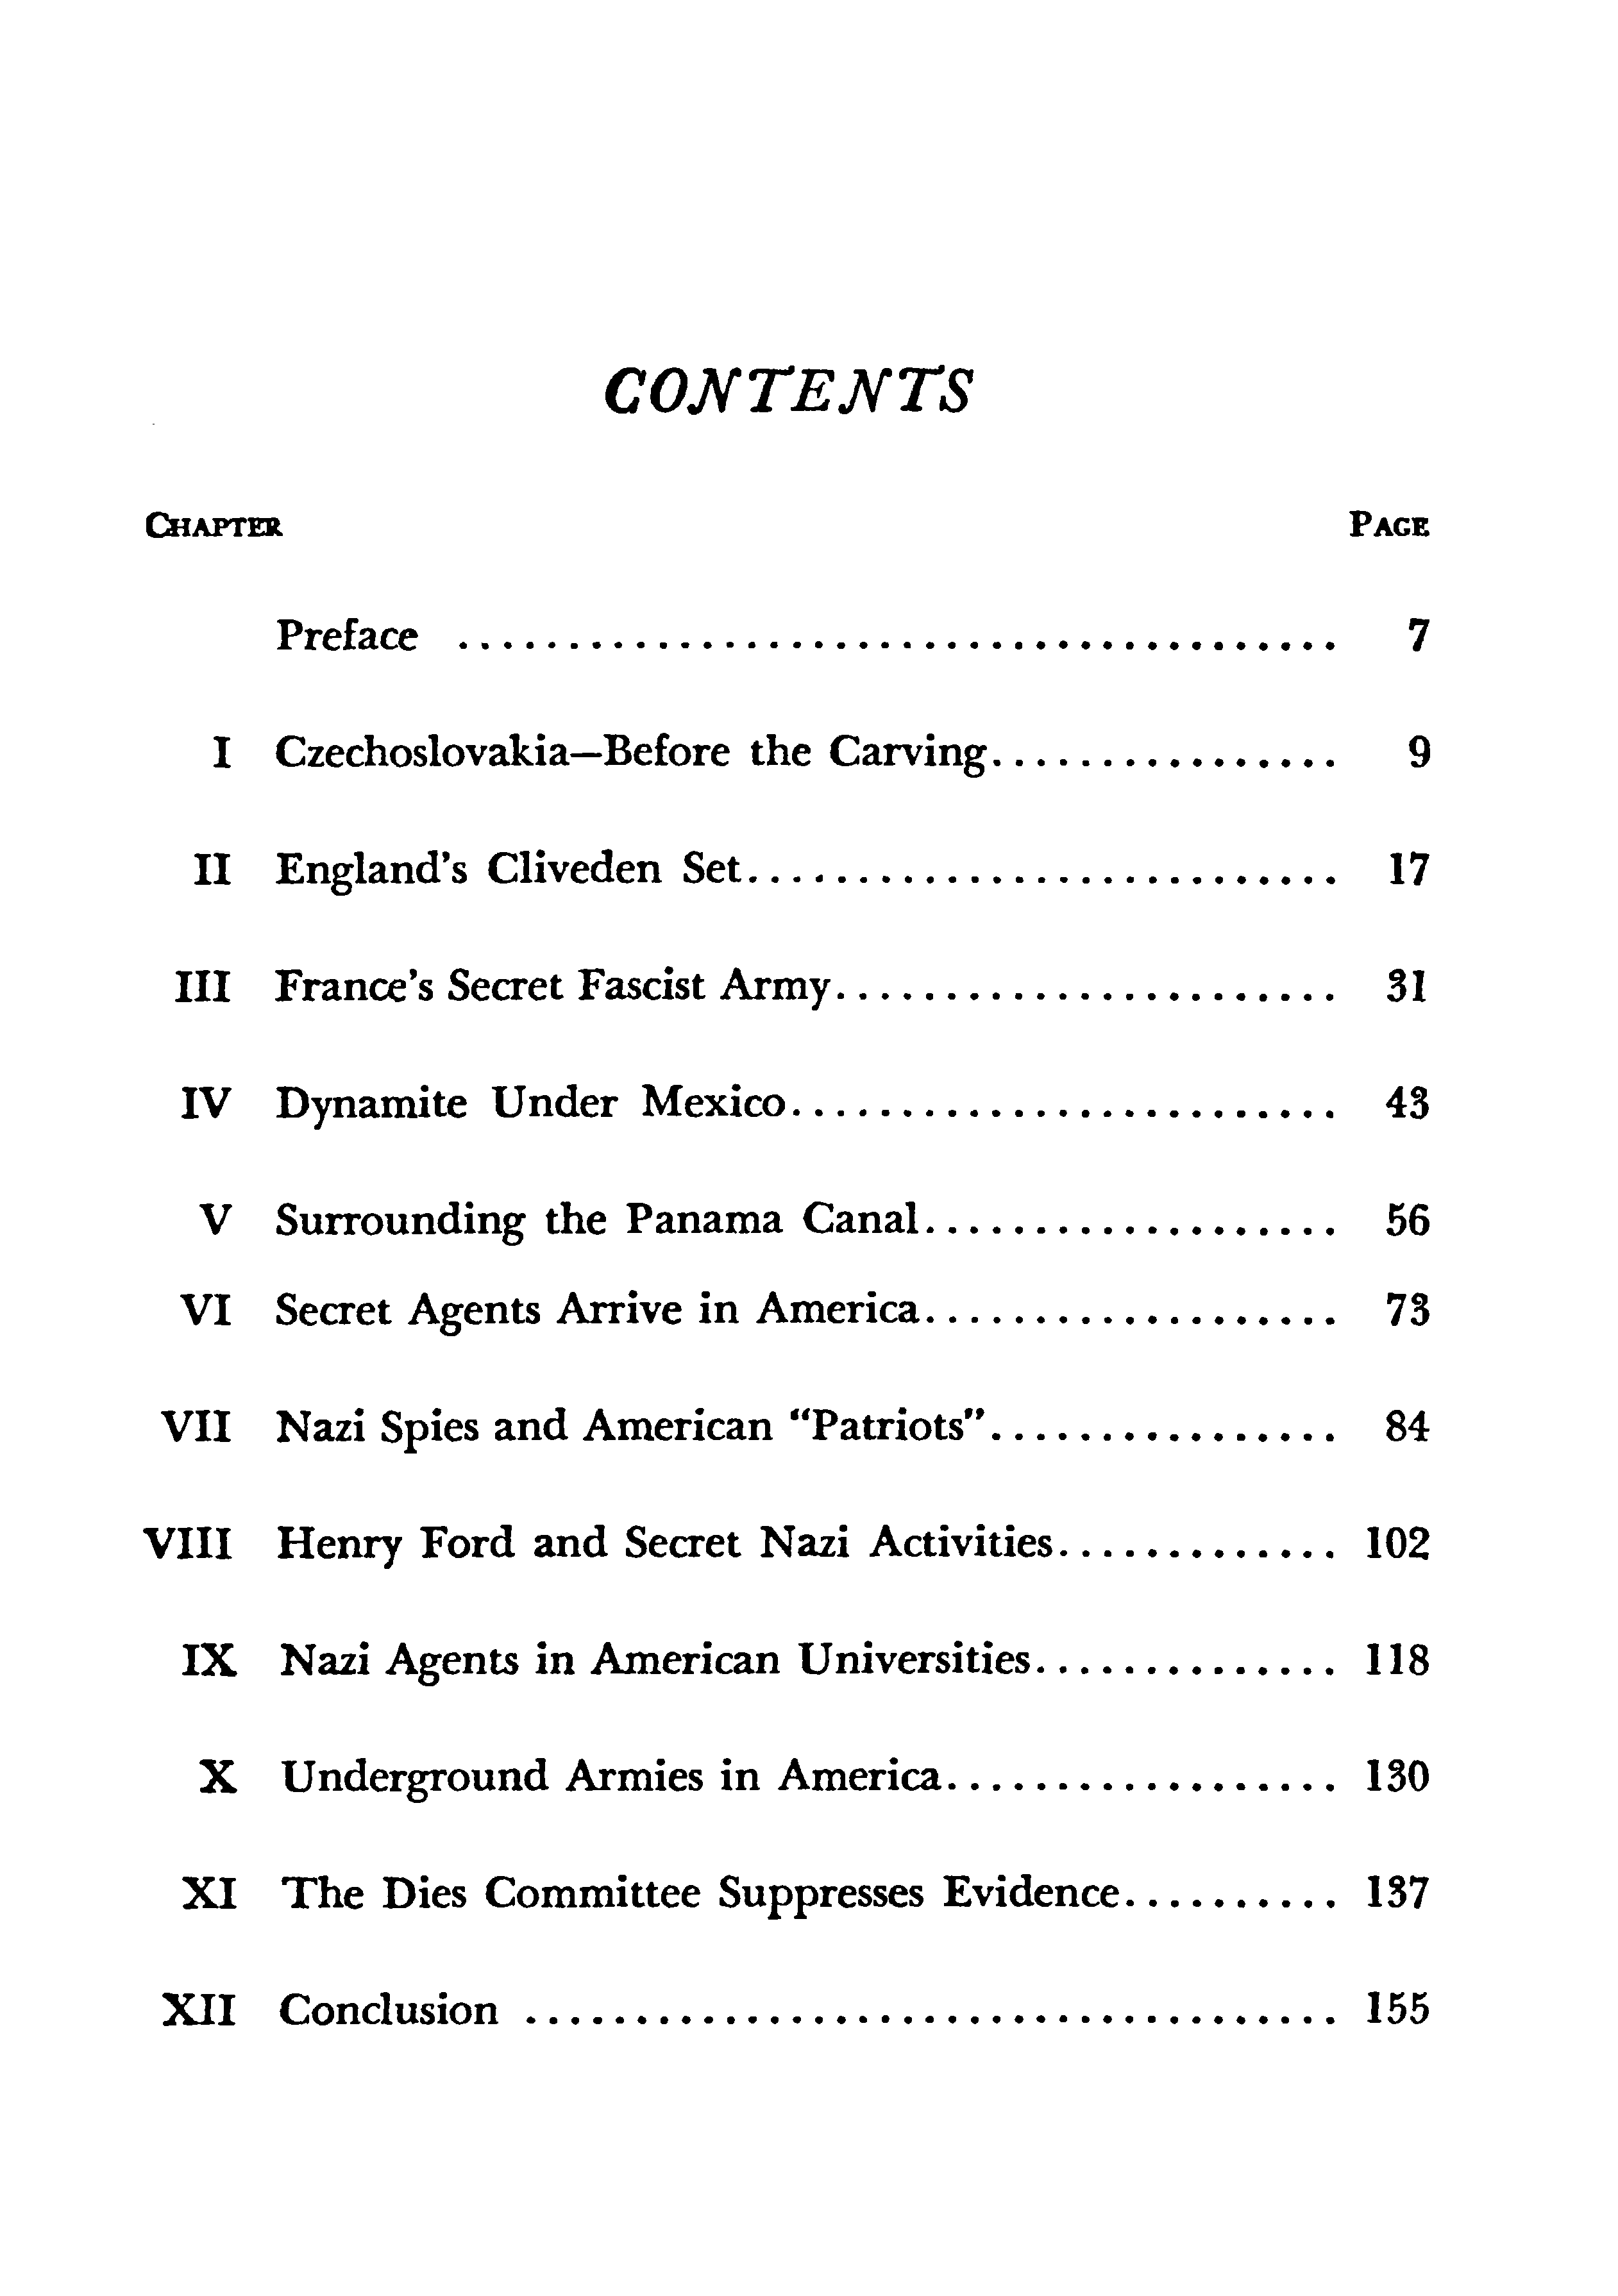 CONTENTS
CHAPTER PAGE
Preface ........................................ 7
I Czechoslovakia—Before the Carving................ 9
II England's Cliveden Set........................... 17
III France's Secret Fascist Army....................... 31
IV Dynamite Under Mexico......................... 43
V Surrounding the Panama Canal................... 56
VI Secret Agents Arrive in America................... 73
VII Nazi Spies and American "Patriots"................ 84
VIII Henry Ford and Secret Nazi Activities............. 102
IX Nazi Agents in American Universities.............. 118
X Underground Armies in America.................. 130
XI The Dies Committee Suppresses Evidence.......... 137
XII Conclusion ..................................... 155